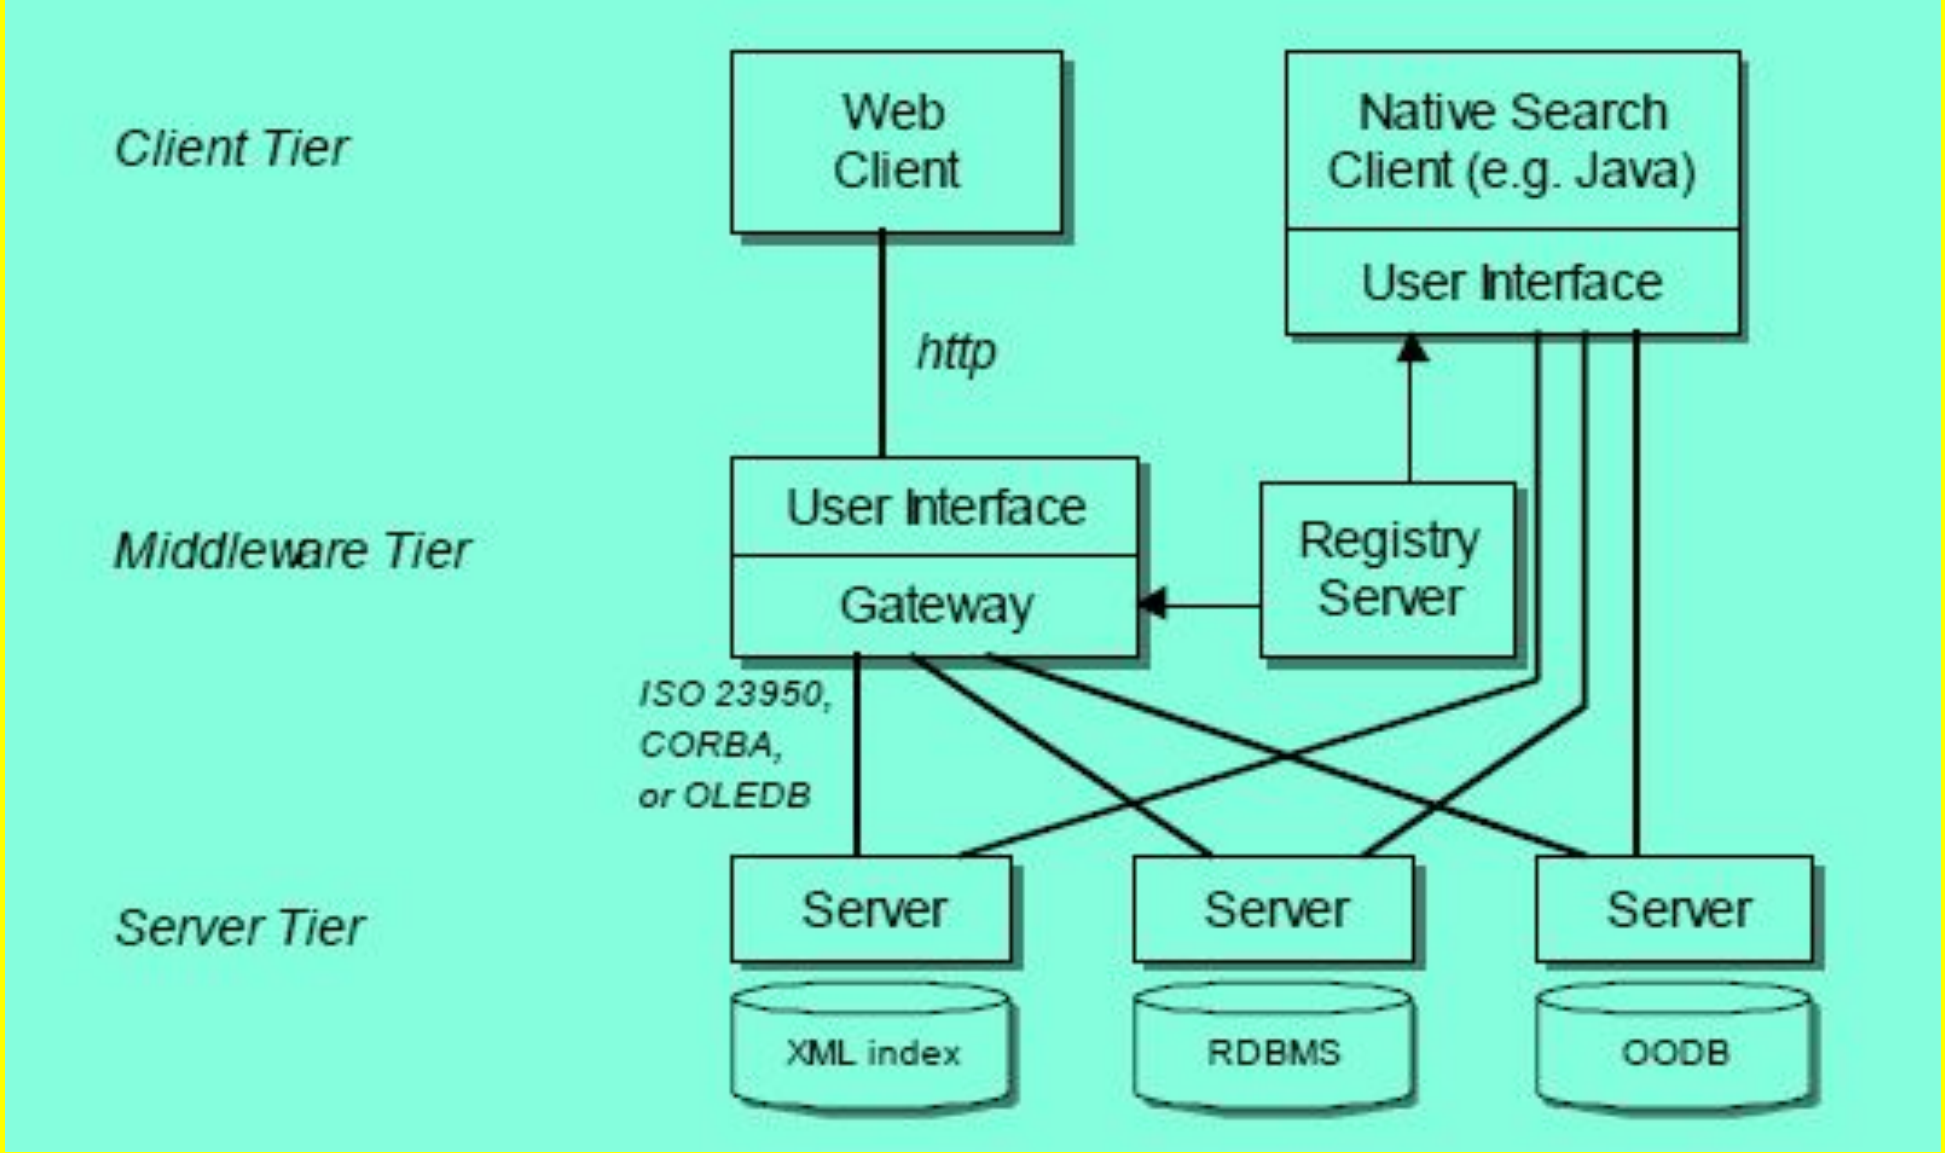 Client Tier
Web
Client
Native Search
Client (e.g. Java)
User Interface
http
Middleware Tier
User Interface
Gateway
Registry
Server
ISO 23950,
CORBA,
or OLEDB
Server Tier
Server
Server
Server
XML index
RDBMS
OODB